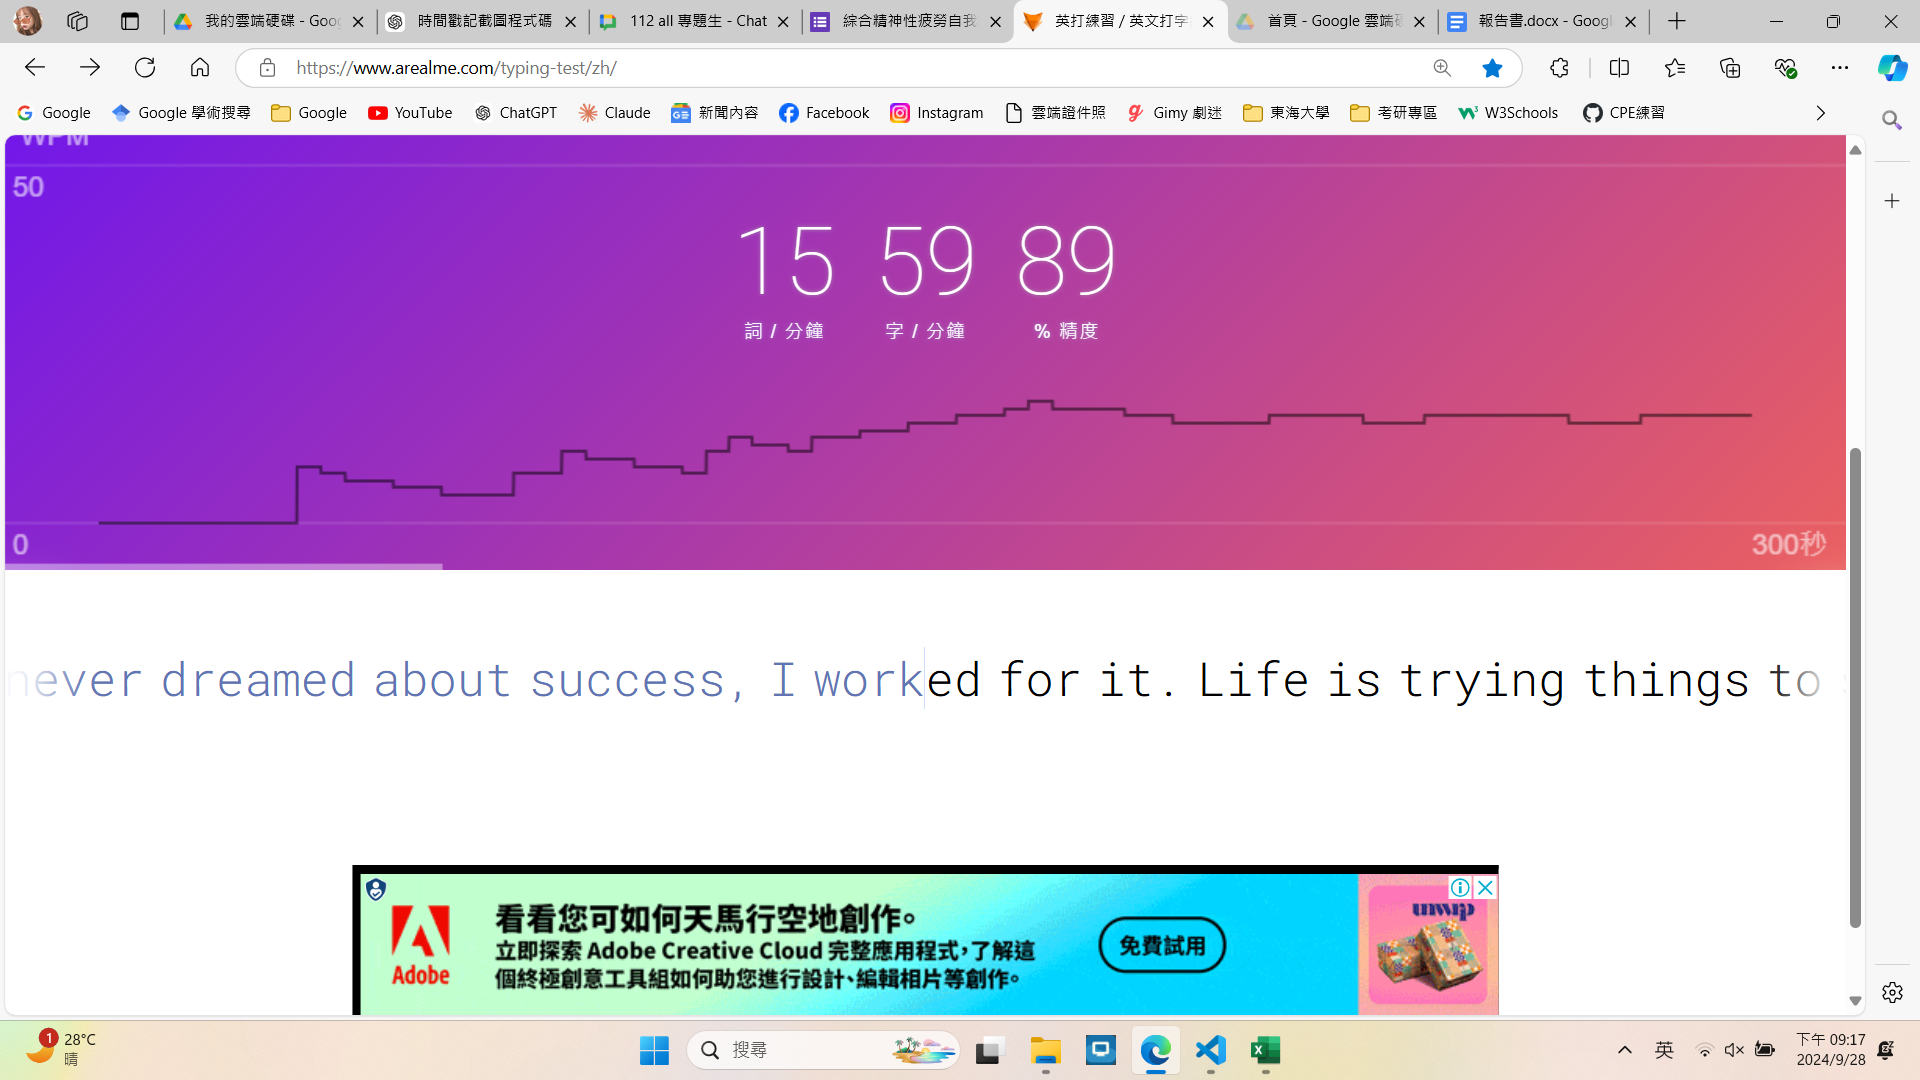 我的雲端硬碟 - Goog
時間戳記截圖程式碼
112 all 專題生 - Chat
綜合精神性疲勞自我
英打練習 / 英文打字
首頁 - Google 雲端硬
報告書.docx - Googl
https://www.arealme.com/typing-test/zh/
Google
Google 學術搜尋
Google
YouTube
ChatGPT
Claude
新聞內容
Facebook
Instagram
雲端證件照
Gimy 劇迷
東海大學
考研專區
W3Schools
CPE練習
WPM
50
15 59 89
詞 / 分鐘 字 / 分鐘 % 精度
0
300秒
never dreamed about success, I worked for it. Life is trying things to
看看您可如何天馬行空地創作。
立即探索 Adobe Creative Cloud 完整應用程式，了解這
個終極創意工具組如何助您進行設計、編輯相片等創作。
Adobe
免費試用
unwrp
1
28°C
晴
搜尋
英
下午 09:17
2024/9/28